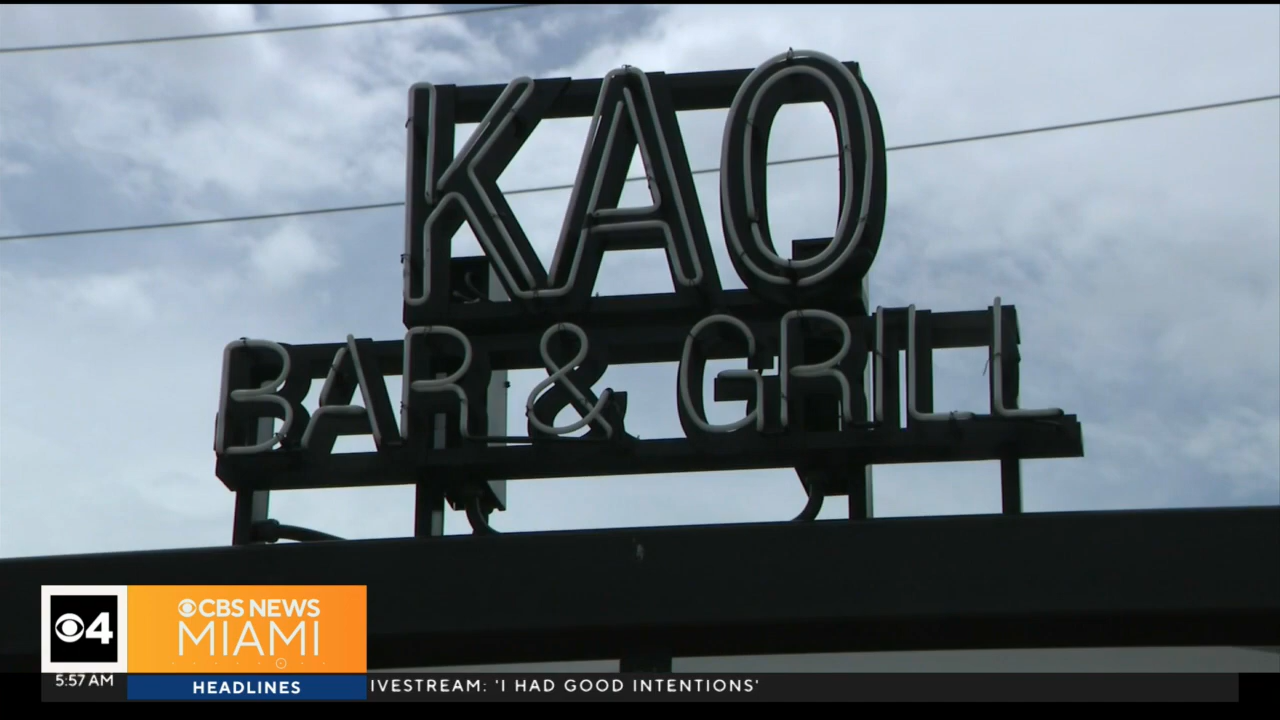 KAO
BAR & GRILL
4
CBS NEWS
MIAMI
5:57 AM
HEADLINES
IVESTREAM: 'I HAD GOOD INTENTIONS'